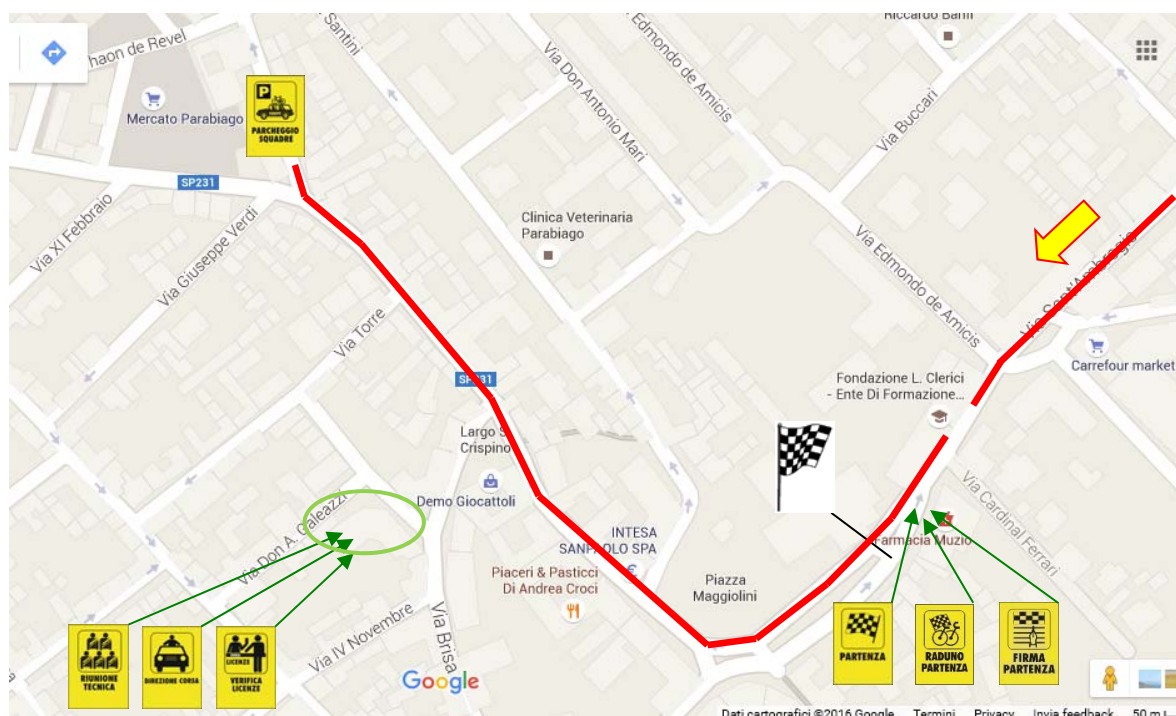 Riccardo Banfi
haon de Revel
Santini
Via Don Antonio Mari
Via Edmondo de Amicis
Via Buccari
Mercato Parabiago
P
PARCHEGGIO
SQUADRE
SP231
Via XI Febbraio
Via Giuseppe Verdi
Clinica Veterinaria
Parabiago
Via Edmondo de Amicis
Via Sant'Ambrogio
Via Torre
Carrefour market
Fondazione L. Clerici
- Ente Di Formazione...
Largo S.
Crispino
Demo Giocattoli
Via Don A. Galeazzi
Via Cardinal Ferrari
INTESA
SANPAOLO SPA
Farmacia Muzio
Piaceri & Pasticci
Di Andrea Croci
Piazza
Maggiolini
Via IV Novembre
Via Brisa
RIUNIONE
TECNICA
DIREZIONE CORSA
LICENZE
VERIFICA
LICENZE
PARTENZA
RADUNO
PARTENZA
FIRMA
PARTENZA
Google
Dati cartografici ©2016 Google Termini Privacy Invia feedback 50 m